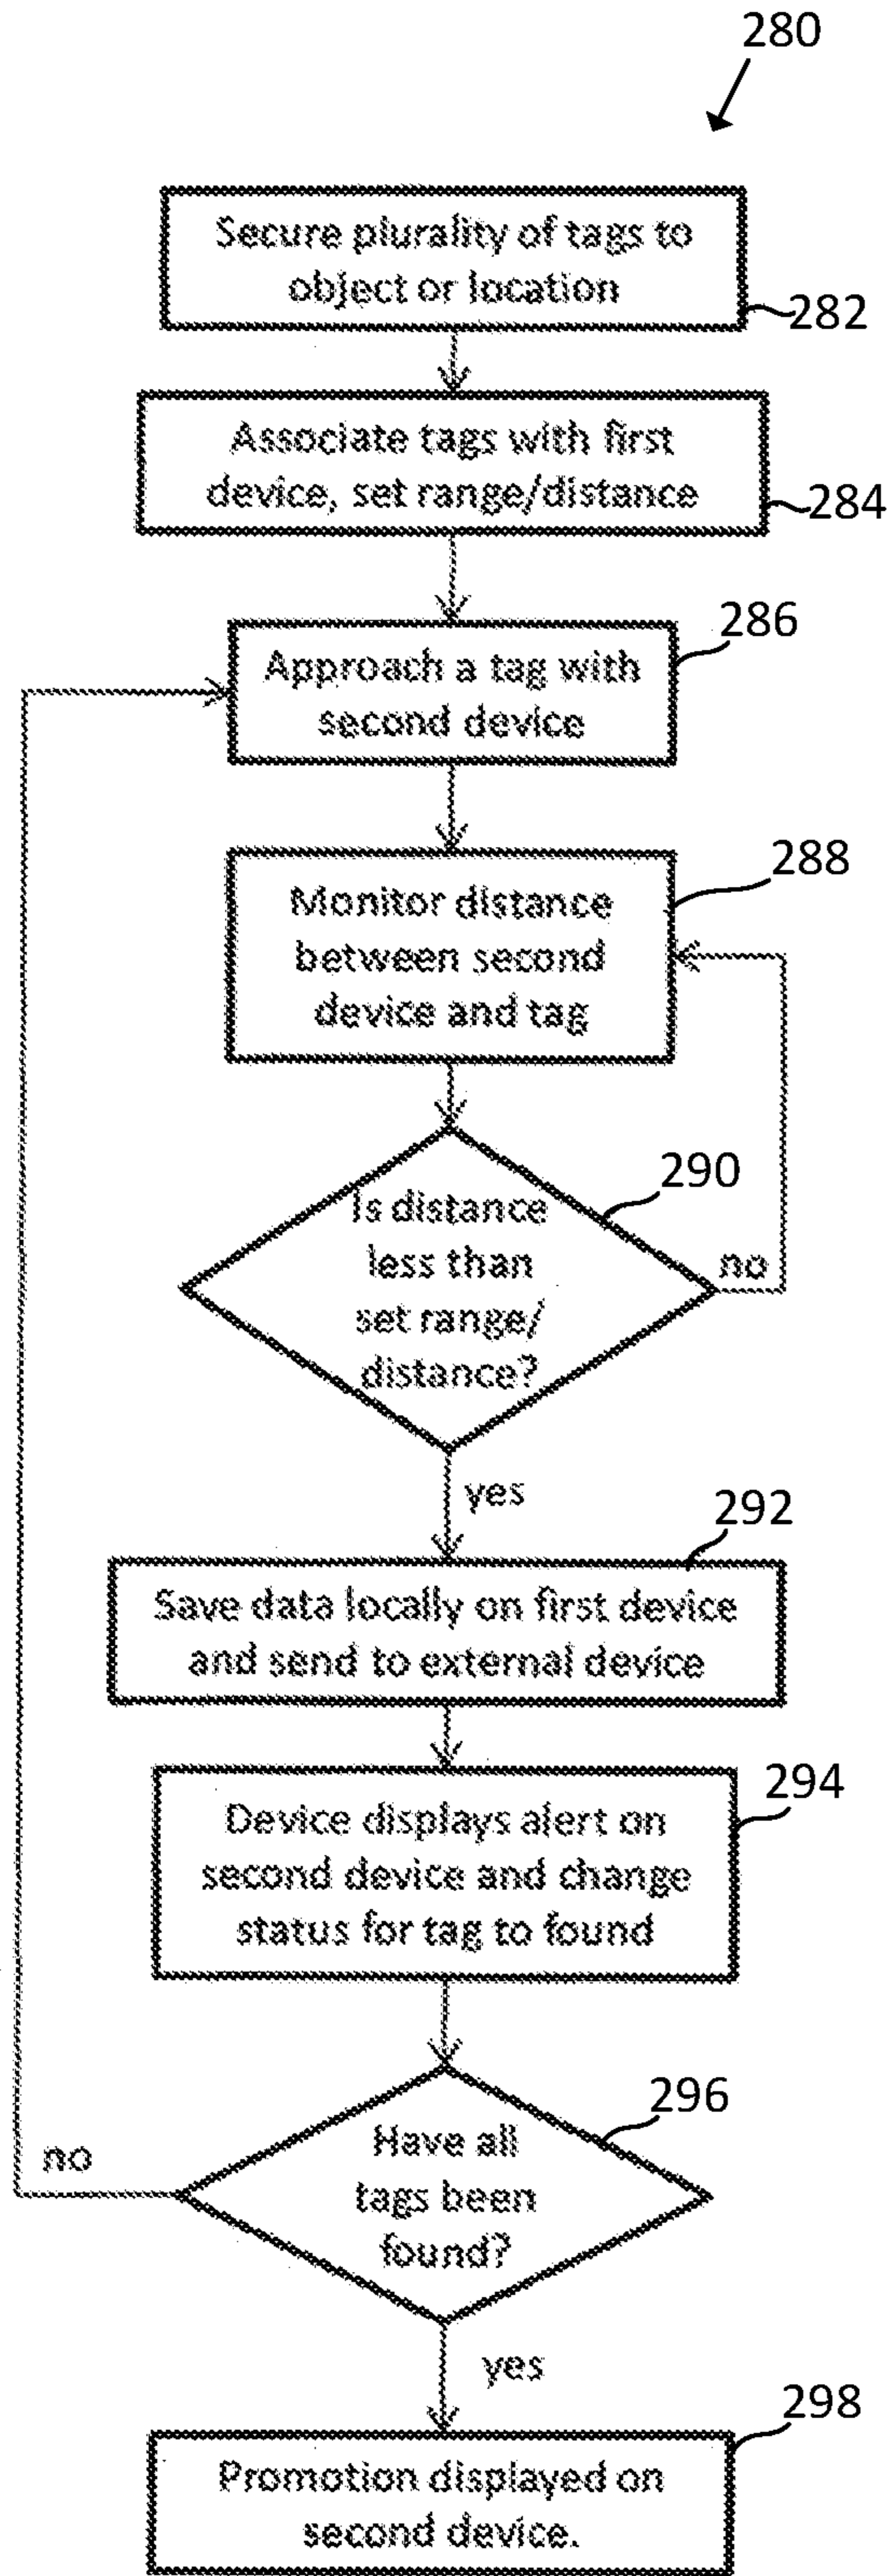 280
Secure plurality of tags to
object or location
282
Associate tags with first
device, set range/distance
284
286
Approach a tag with
second device
288
Monitor distance
between second
device and tag
290
Is distance
less than
set range/
distance?
no
yes
292
Save data locally on first device
and send to external device
294
Device displays alert on
second device and change
status for tag to found
296
Have all
tags been
found?
no
yes
298
Promotion displayed on
second device.